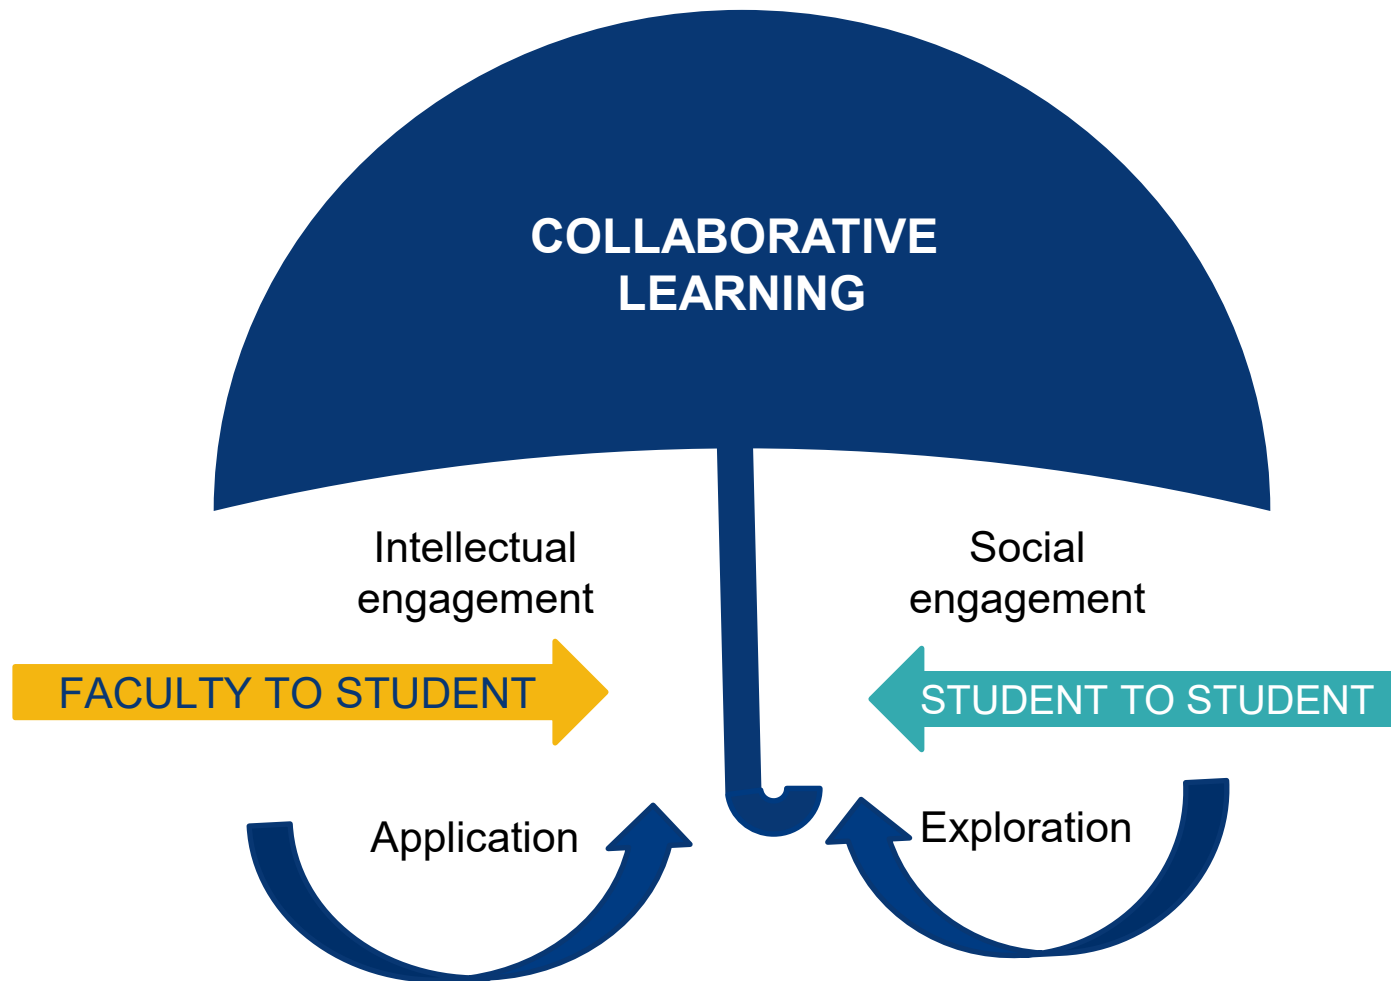 COLLABORATIVE
LEARNING
Intellectual
engagement
Social
engagement
FACULTY TO STUDENT
STUDENT TO STUDENT
Application
Exploration